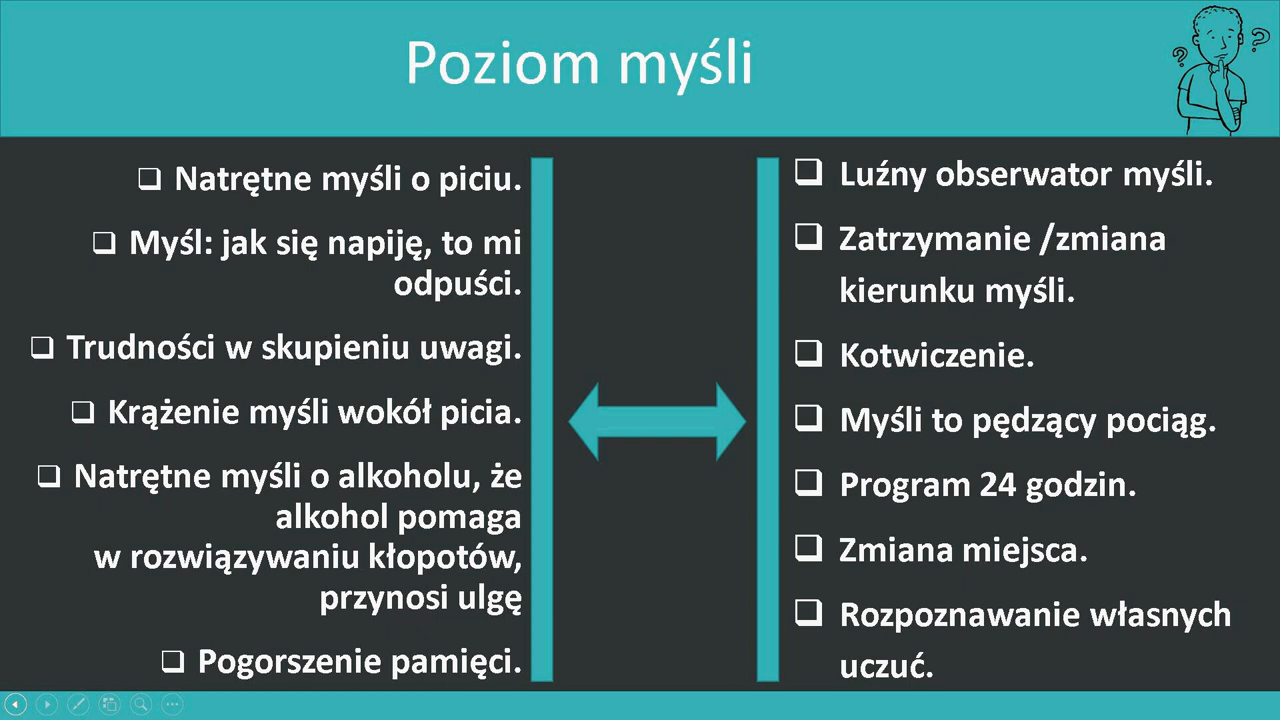 Poziom myśli
Natrętne myśli o piciu.
Myśl: jak się napiję, to mi
odpuści.
Trudności w skupieniu uwagi.
Krążenie myśli wokół picia.
Natrętne myśli o alkoholu, że
alkohol pomaga
w rozwiązywaniu kłopotów,
przynosi ulgę
Pogorszenie pamięci.
Luźny obserwator myśli.
Zatrzymanie /zmiana
kierunku myśli.
Kotwiczenie.
Myśli to pędzący pociąg.
Program 24 godzin.
Zmiana miejsca.
Rozpoznawanie własnych
uczuć.